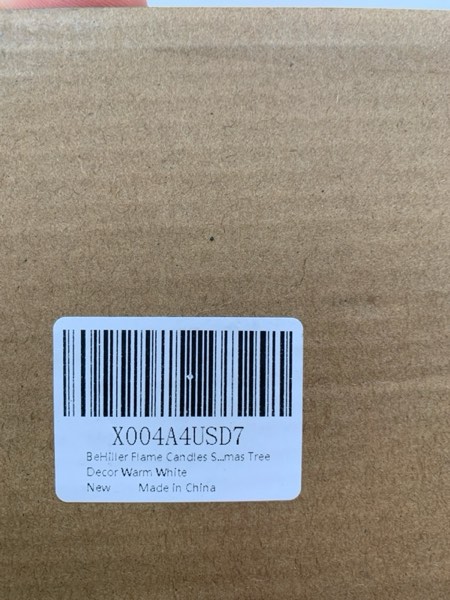 X004A4USD7
BeHiller Flame Candles S...mas Tree
Decor Warm White
New Made in China